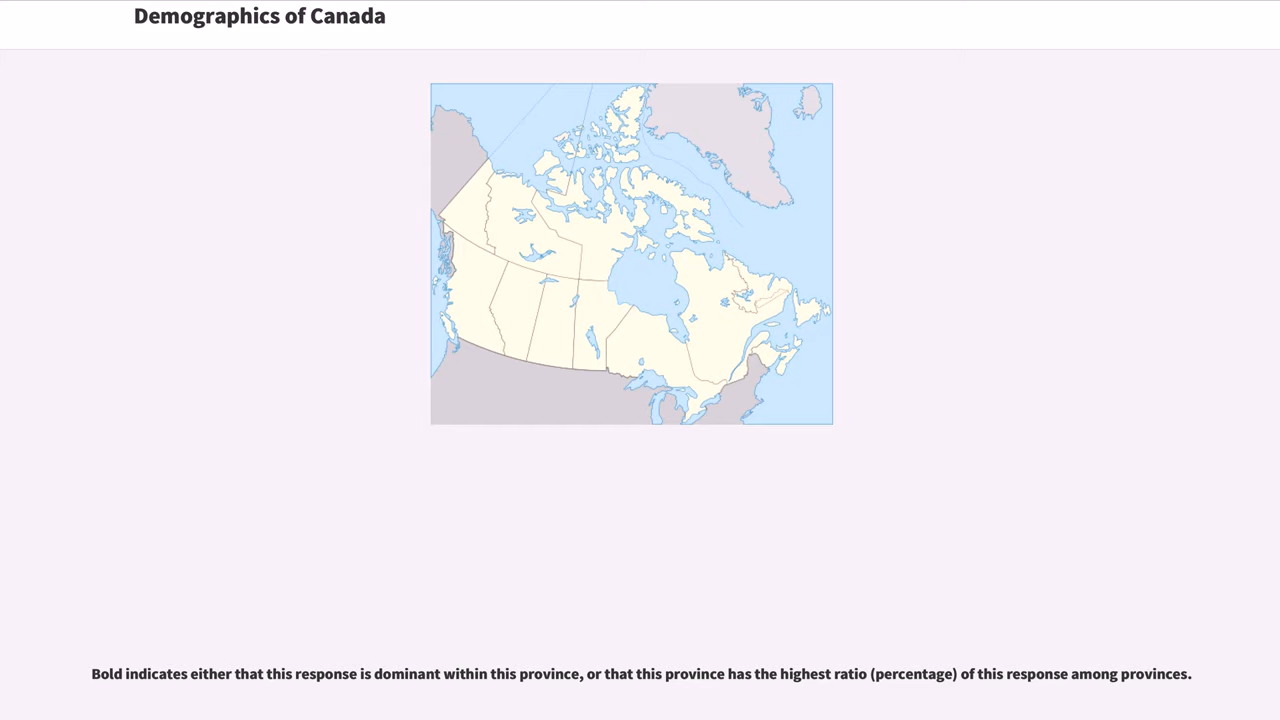 Demographics of Canada
Bold indicates either that this response is dominant within this province, or that this province has the highest ratio (percentage) of this response among provinces.